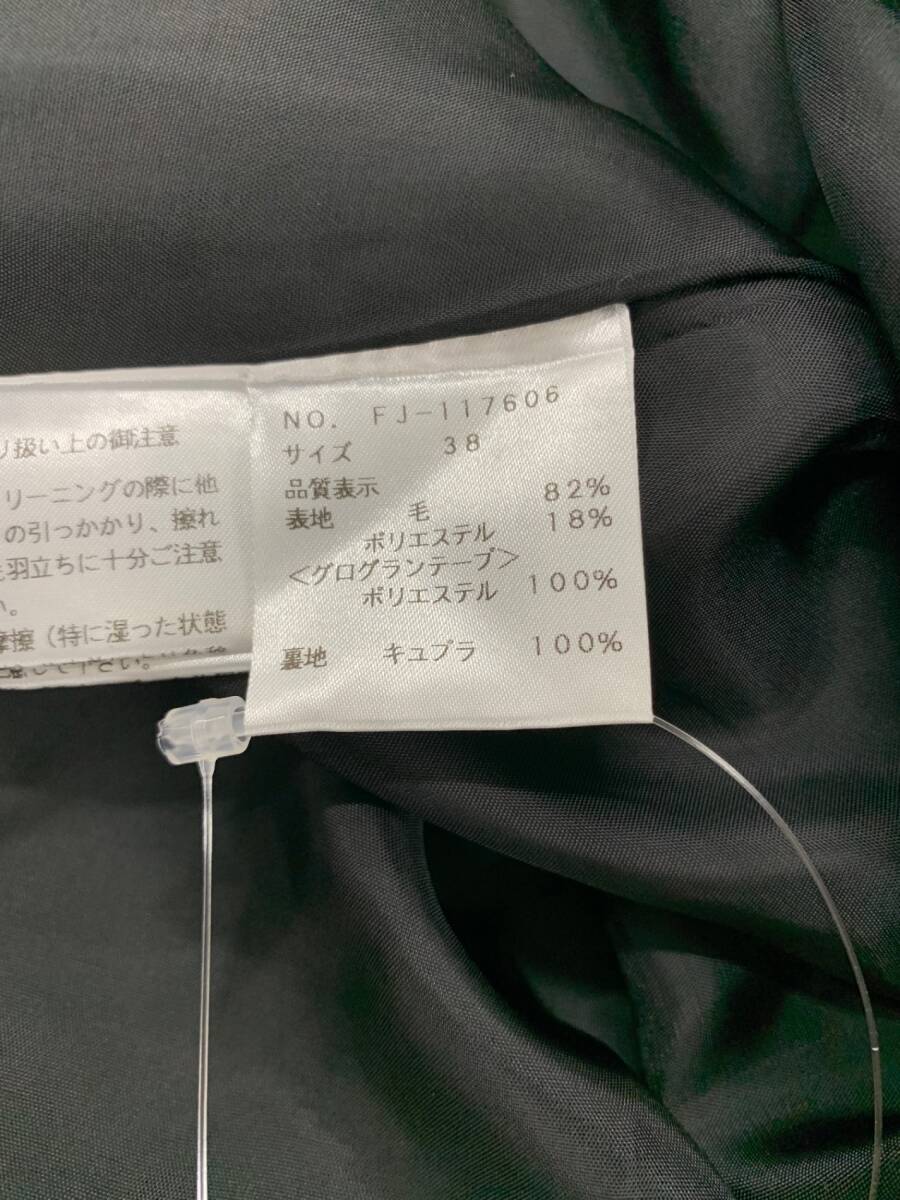 り扱い上の御注意
リーニングの際に他
の引っかかり、擦れ
羽立ちに十分ご注意
い。
摩擦（特に湿った状態
NO. FJ-117606
サイズ 38
品質表示
表地 毛 82%
ポリエステル 18%
<グログランテープ>
ポリエステル 100%
裏地 キュプラ 100%